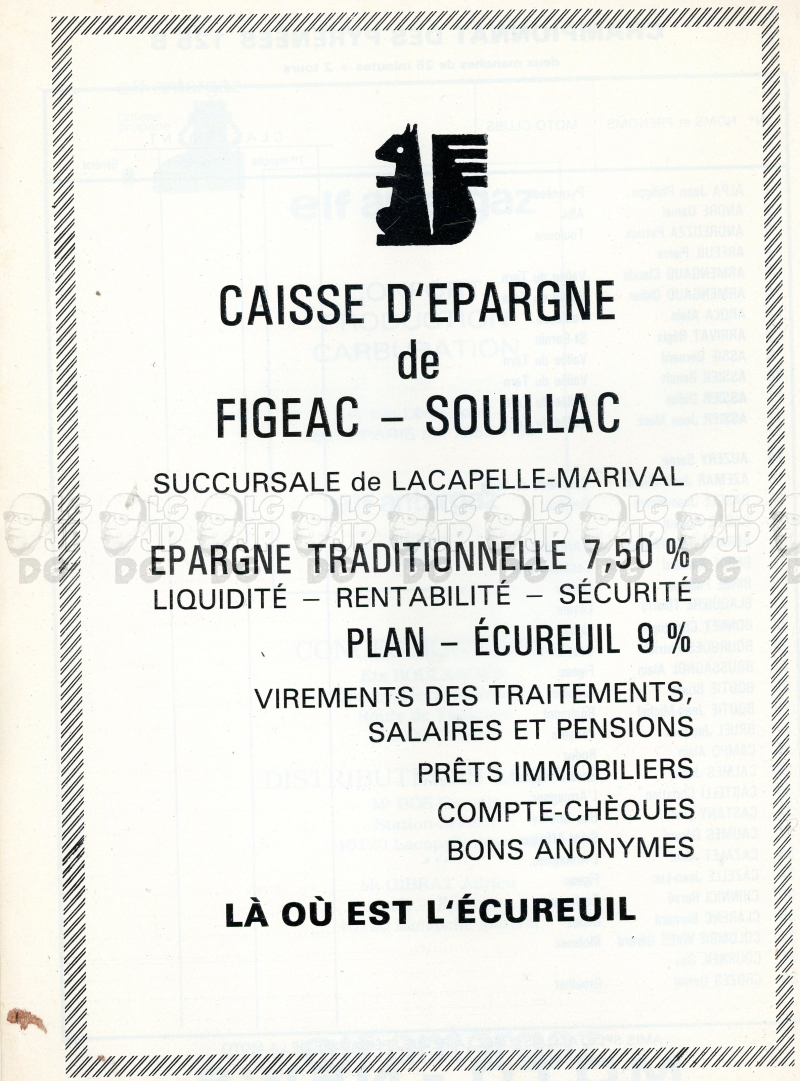 CAISSE D'EPARGNE
de
FIGEAC – SOUILLAC
SUCCURSALE de LACAPELLE-MARIVAL
EPARGNE TRADITIONNELLE 7,50 %
LIQUIDITÉ – RENTABILITÉ – SÉCURITÉ
PLAN – ÉCUREUIL 9 %
VIREMENTS DES TRAITEMENTS,
SALAIRES ET PENSIONS
PRÊTS IMMOBILIERS
COMPTE-CHÈQUES
BONS ANONYMES
LÀ OÙ EST L'ÉCUREUIL